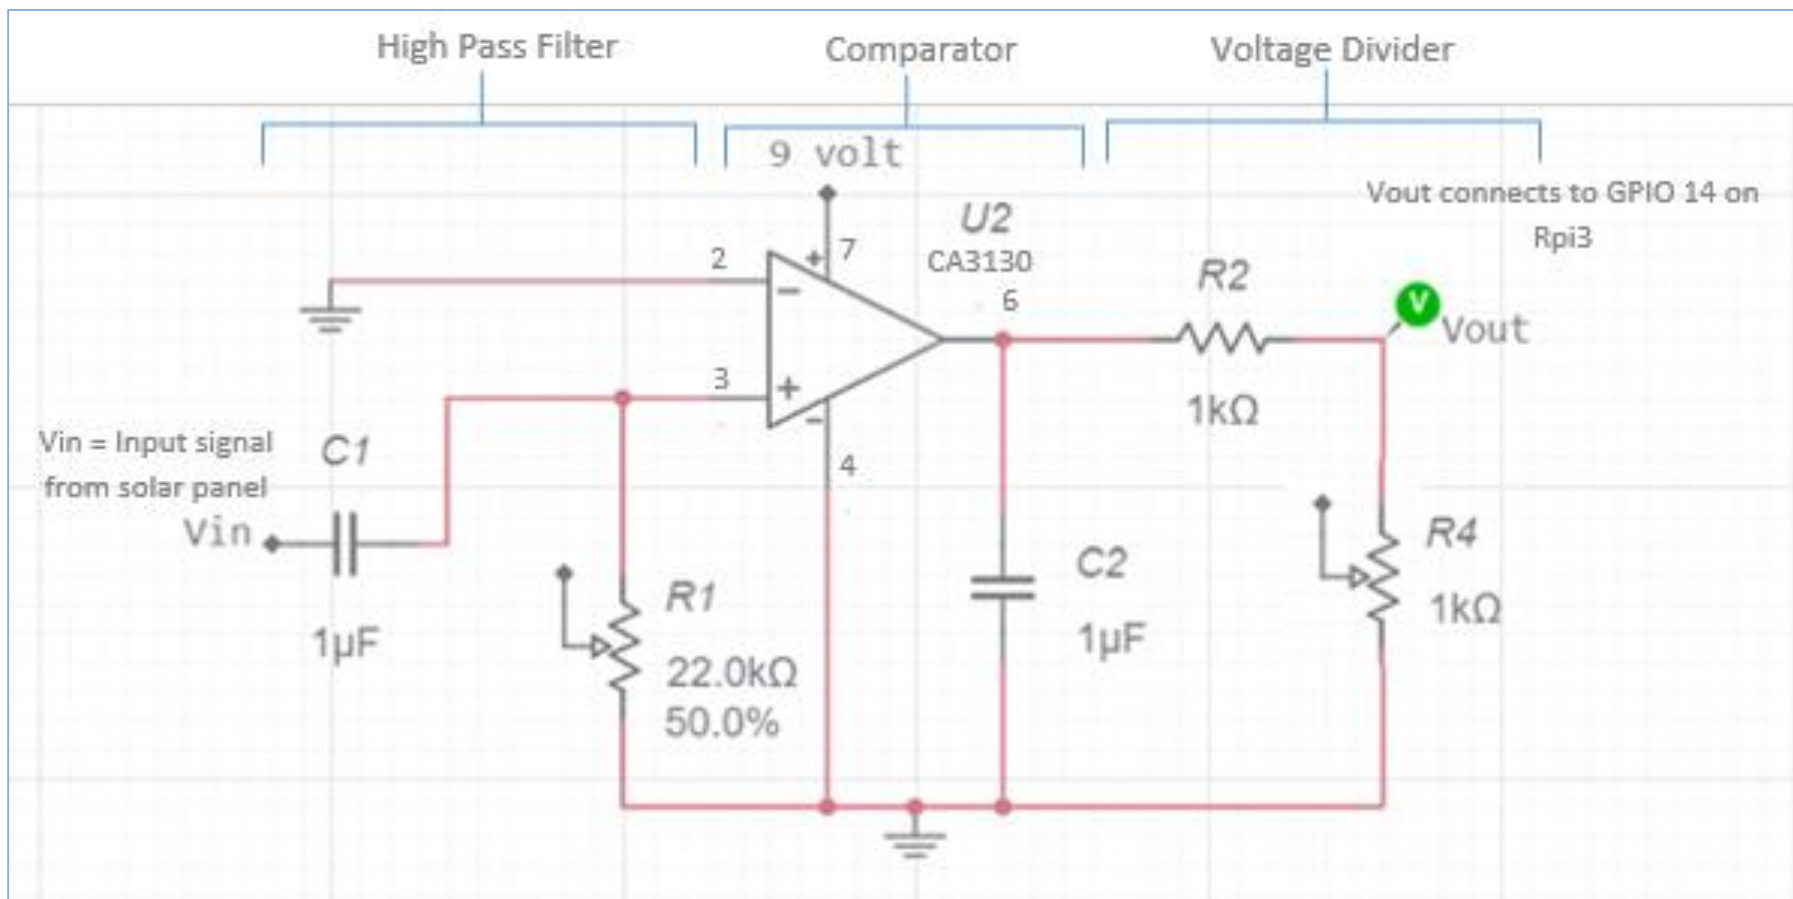 High Pass Filter
Comparator
Voltage Divider
9 volt
Vout connects to GPIO 14 on
Rpi3
U2
CA3130
2
+
7
6
R2
V
Vout
−
3
+
−
1kΩ
4
Vin = Input signal
from solar panel
C1
Vin
1µF
R1
22.0kΩ
50.0%
C2
1µF
R4
1kΩ